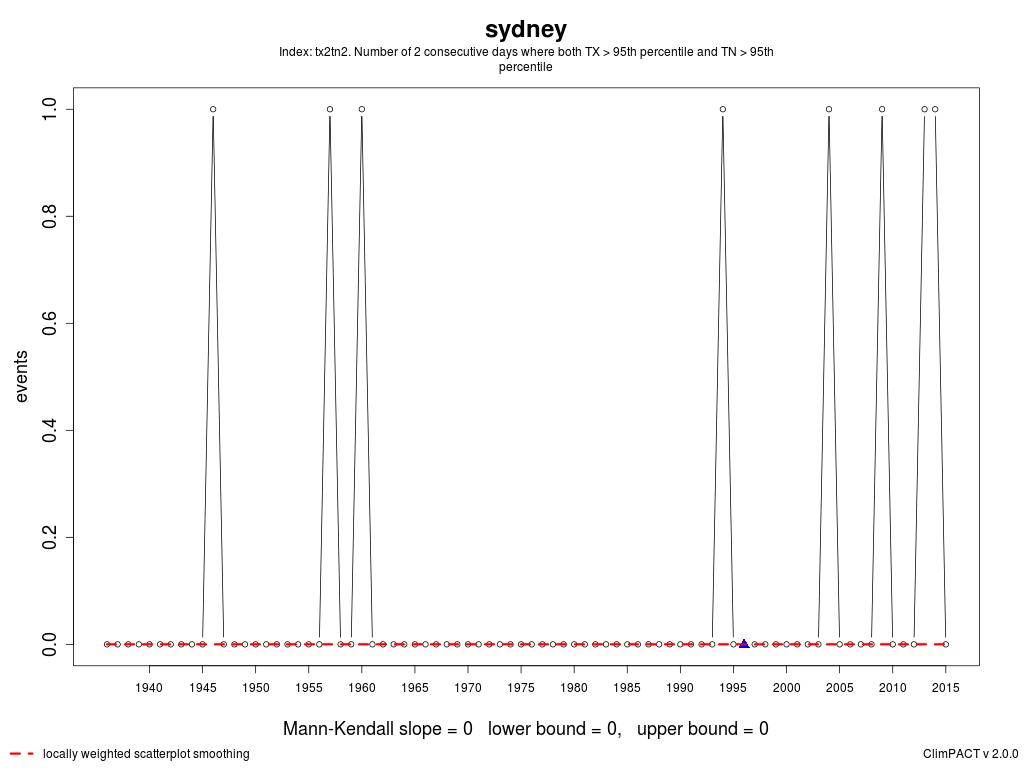 sydney
Index: tx2tn2. Number of 2 consecutive days where both TX > 95th percentile and TN > 95th
percentile
events
1.0
0.8
0.6
0.4
0.2
0.0
1940 1945 1950 1955 1960 1965 1970 1975 1980 1985 1990 1995 2000 2005 2010 2015
Mann-Kendall slope = 0 lower bound = 0, upper bound = 0
locally weighted scatterplot smoothing
ClimPACT v 2.0.0